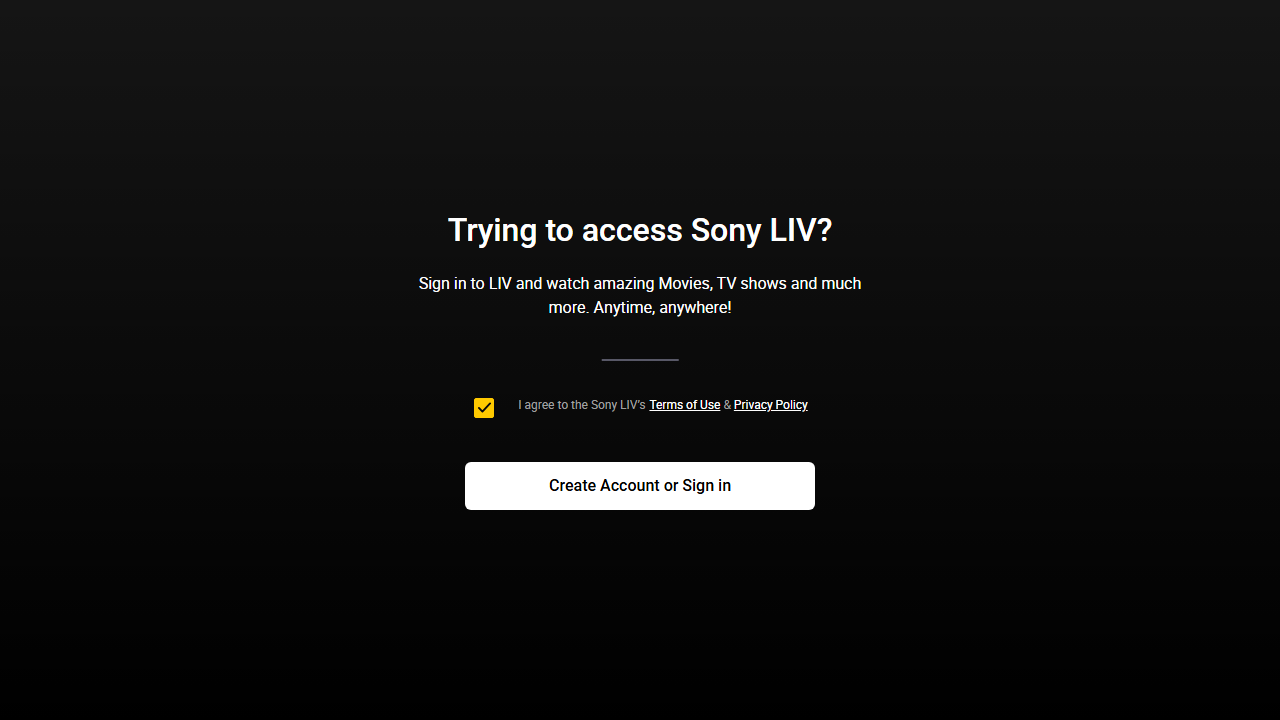 Trying to access Sony LIV?
Sign in to LIV and watch amazing Movies, TV shows and much
more. Anytime, anywhere!
I agree to the Sony LIV's Terms of Use & Privacy Policy
Create Account or Sign in